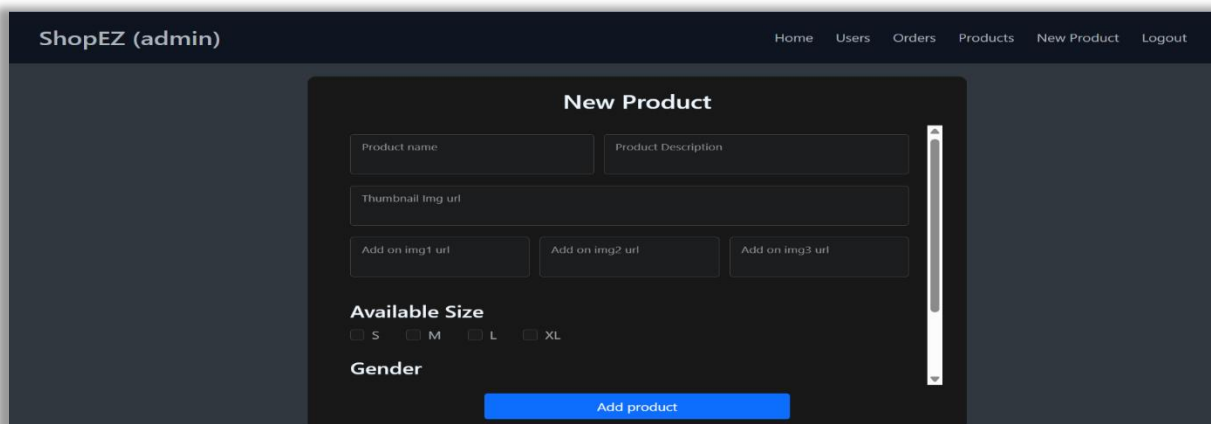 ShopEZ (admin) Home Users Orders Products New Product Logout
New Product
Product name Product Description
Thumbnail Img url
Add on img1 url Add on img2 url Add on img3 url
Available Size
S M L XL
Gender
Add product